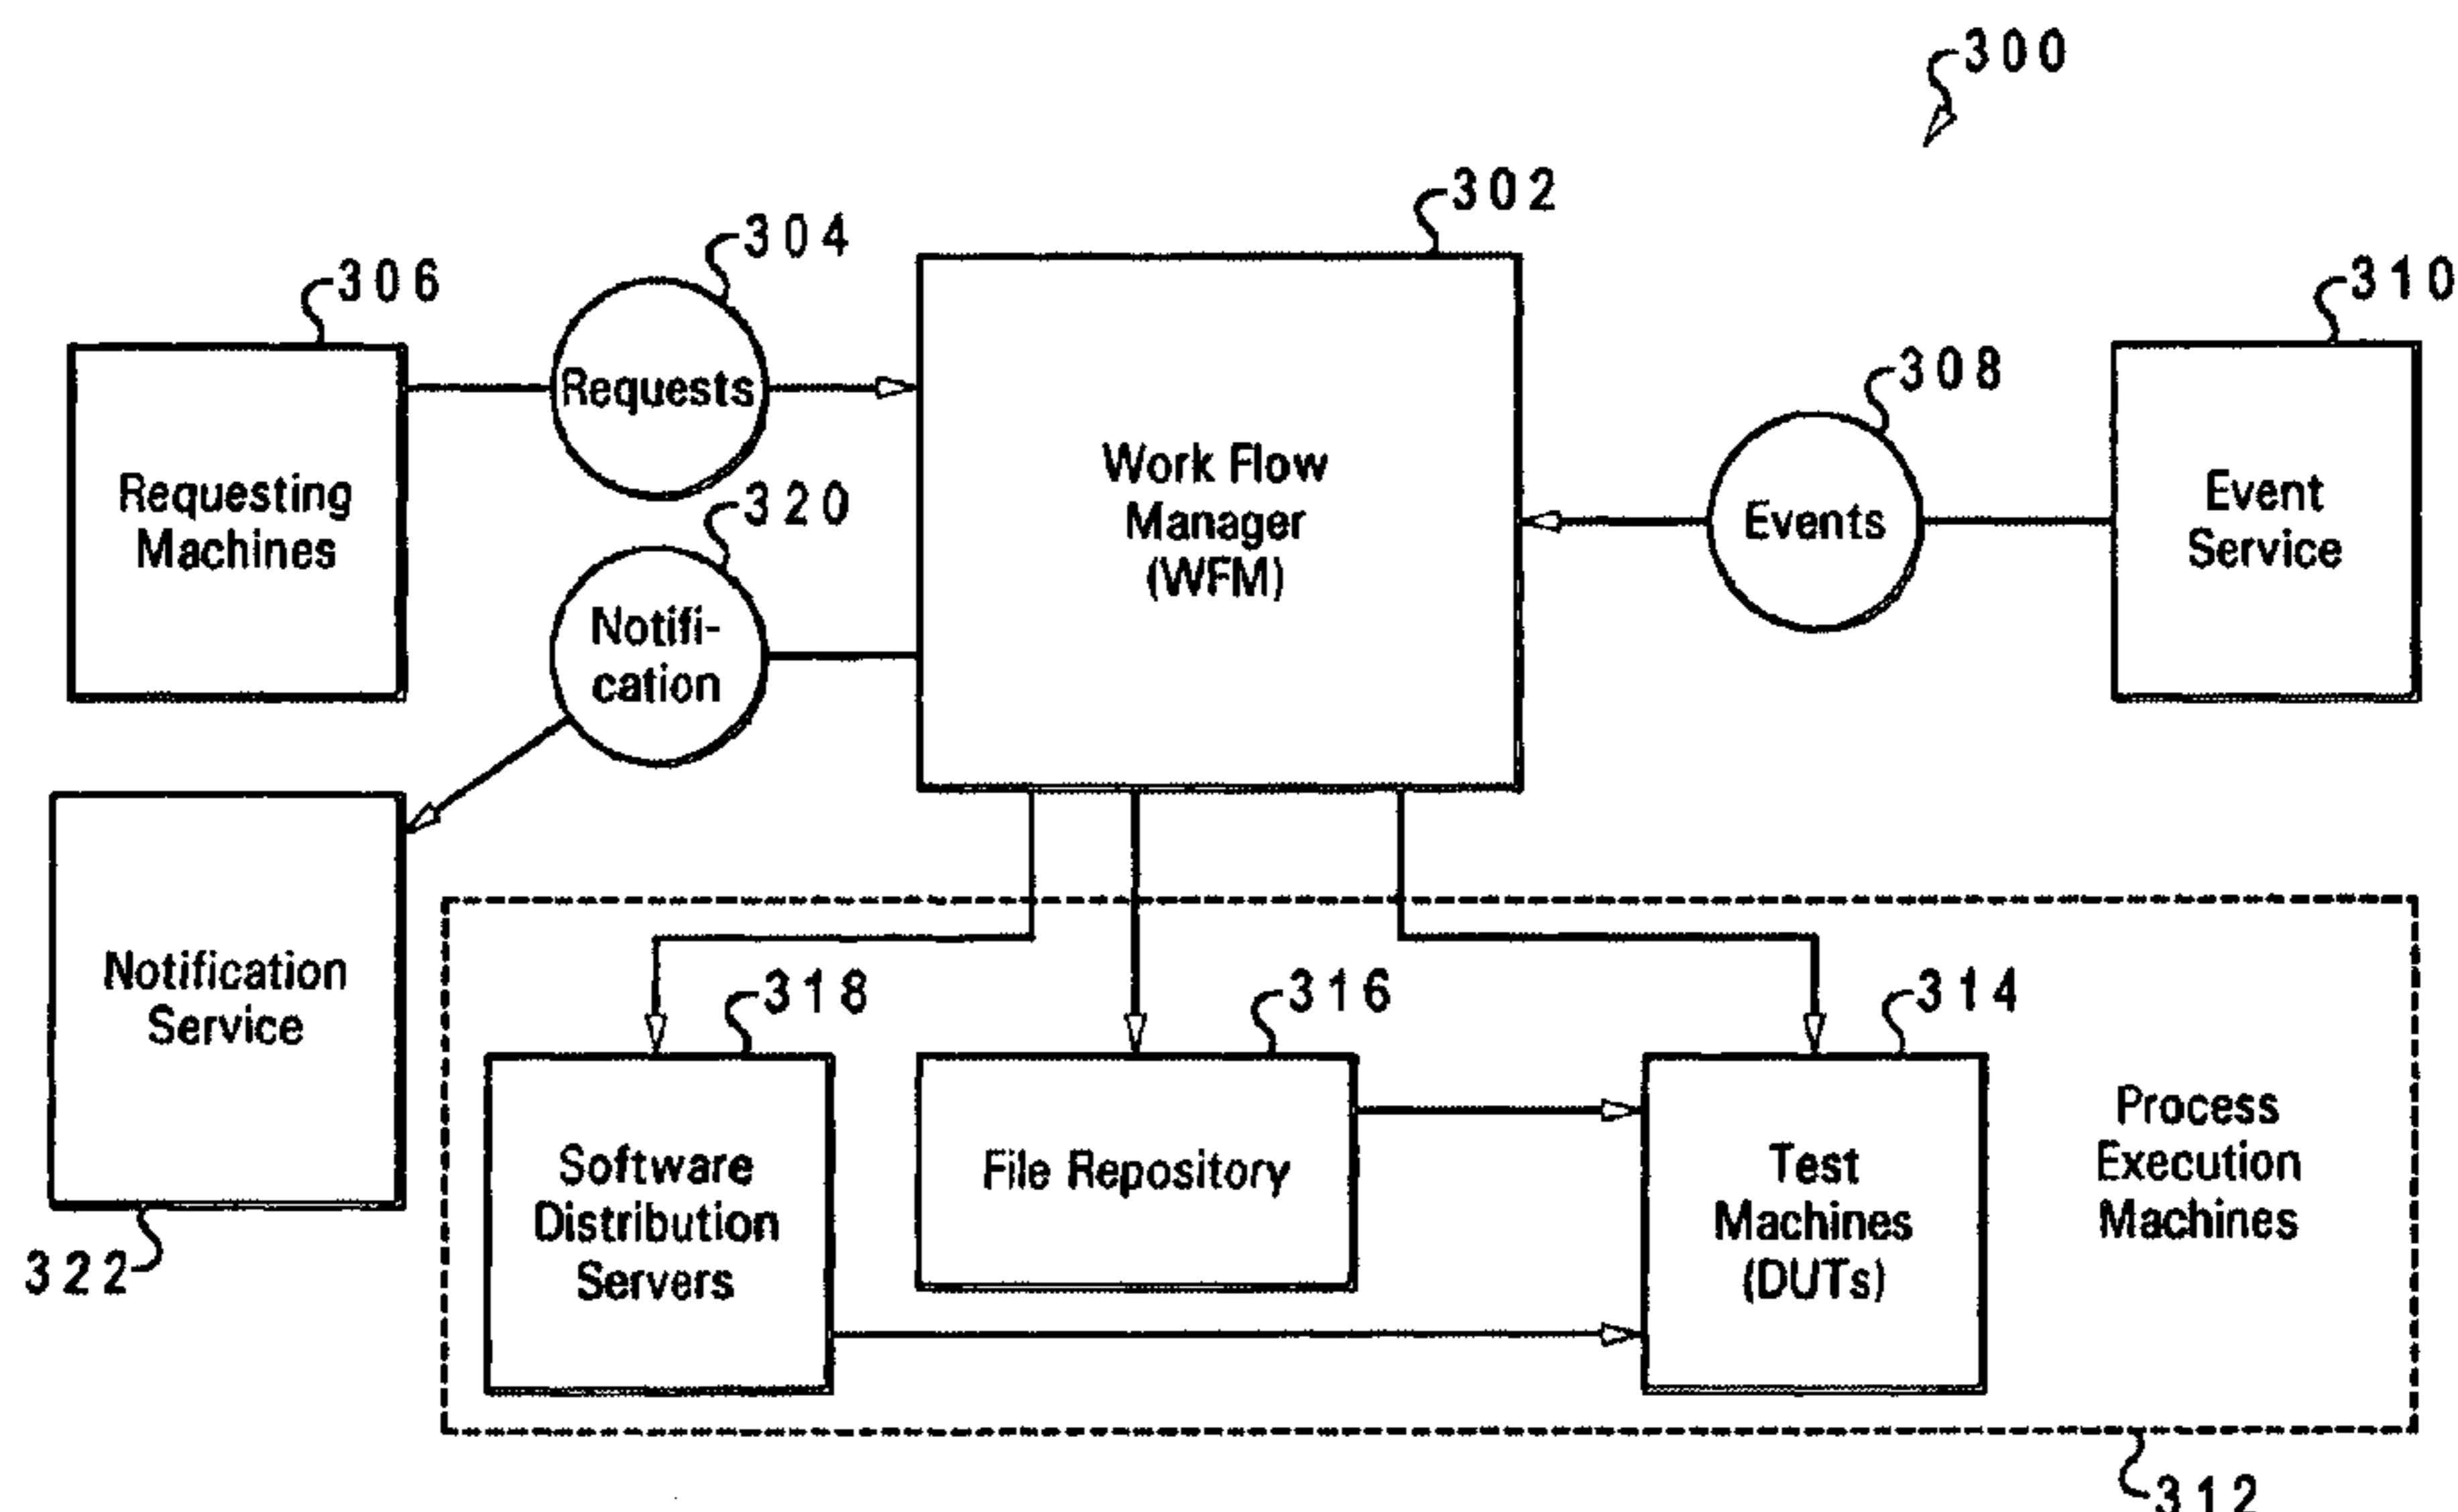 300
302
304
306
310
308
Requests
Requesting
Machines
320
Notifi-
cation
Work Flow
Manager
(WFM)
Events
Event
Service
Notification
Service
322
318
316
314
Software
Distribution
Servers
File Repository
Test
Machines
(DUTs)
Process
Execution
Machines
312